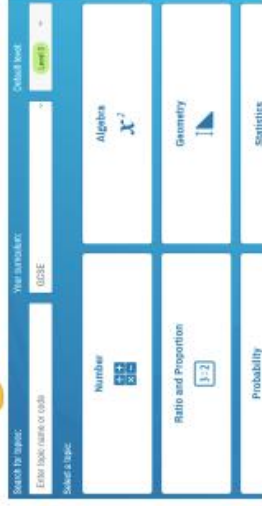 Search for topics:
Your curriculum:
Default level:
Enter topic name or code
GCSE
Level 1
Select a topic:
Number
Algebra
x²
Ratio and Proportion
3:2
Geometry
Probability
Statistics